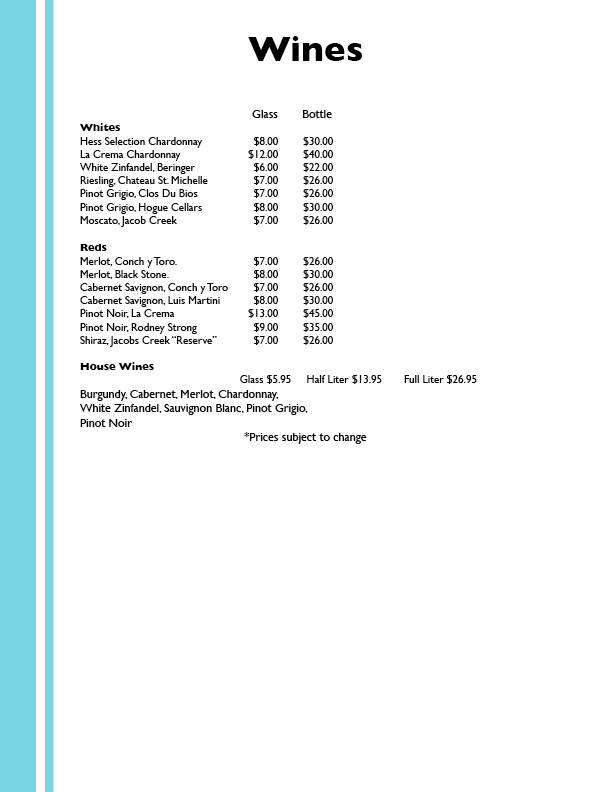 Wines
Glass Bottle
Whites
Hess Selection Chardonnay $8.00 $30.00
La Crema Chardonnay $12.00 $40.00
White Zinfandel, Beringer $6.00 $22.00
Riesling, Chateau St. Michelle $7.00 $26.00
Pinot Grigio, Clos Du Bios $7.00 $26.00
Pinot Grigio, Hogue Cellars $8.00 $30.00
Moscato, Jacob Creek $7.00 $26.00
Reds
Merlot, Conch y Toro. $7.00 $26.00
Merlot, Black Stone. $8.00 $30.00
Cabernet Savignon, Conch y Toro $7.00 $26.00
Cabernet Savignon, Luis Martini $8.00 $30.00
Pinot Noir, La Crema $13.00 $45.00
Pinot Noir, Rodney Strong $9.00 $35.00
Shiraz, Jacobs Creek “Reserve” $7.00 $26.00
House Wines
Glass $5.95 Half Liter $13.95 Full Liter $26.95
Burgundy, Cabernet, Merlot, Chardonnay,
White Zinfandel, Sauvignon Blanc, Pinot Grigio,
Pinot Noir
*Prices subject to change